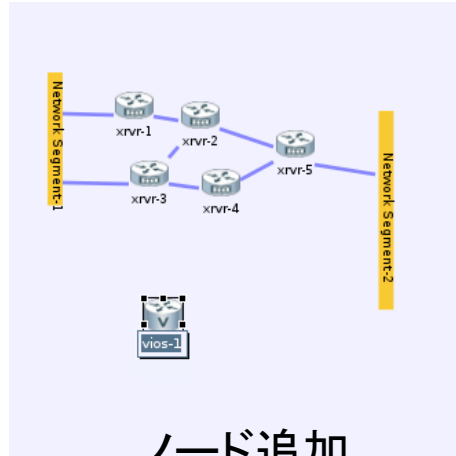 Network Segment-1
xrvr-1
xrvr-2
xrvr-3
xrvr-4
xrvr-5
Network Segment-2
V
vios-1
ノード追加